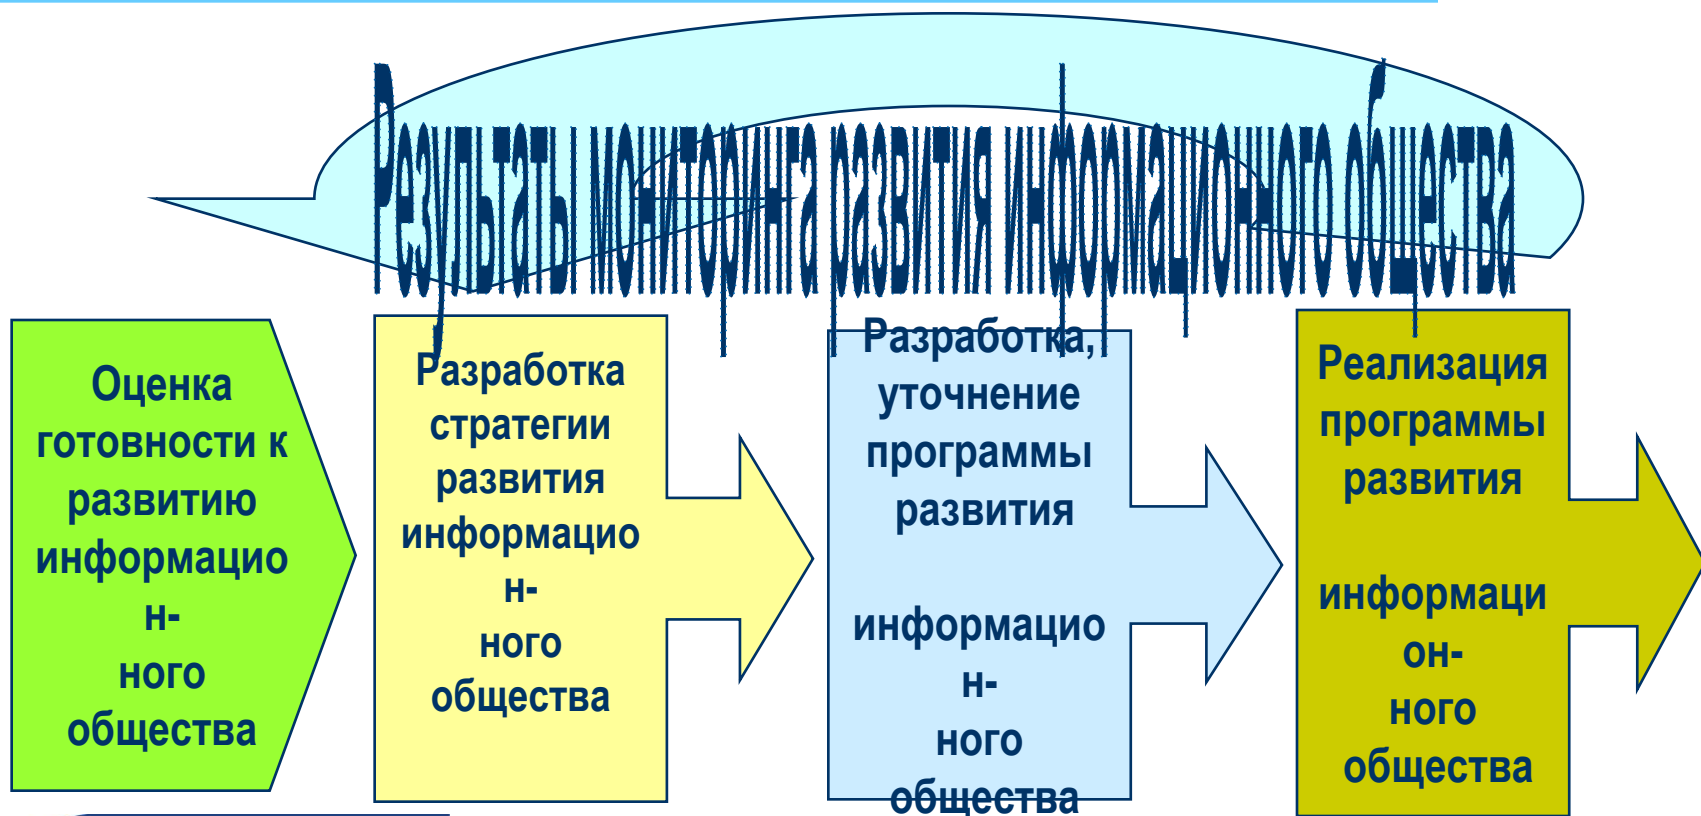 Результаты мониторинга развития информационного общества
Оценка
готовности к
развитию
информацио
н-
ного
общества
Разработка
стратегии
развития
информацио
н-
ного
общества
Разработка,
уточнение
программы
развития
информацио
н-
ного
общества
Реализация
программы
развития
информаци
он-
ного
общества